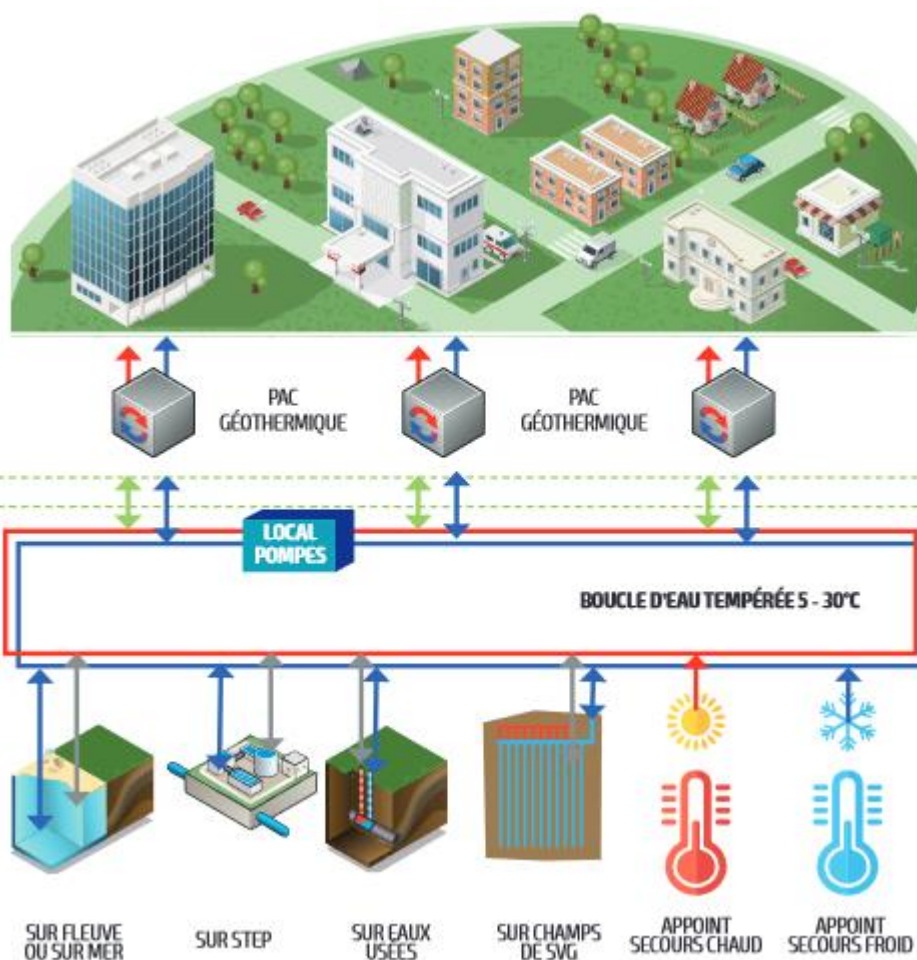 PAC
GÉOTHERMIQUE
PAC
GÉOTHERMIQUE
LOCAL
POMPES
BOUCLE D'EAU TEMPÉRÉE 5 - 30°C
SUR FLEUVE
OU SUR MER
SUR STEP
SUR EAUX
USÉES
SUR CHAMPS
DE SVG
APPOINT
SECOURS CHAUD
APPOINT
SECOURS FROID